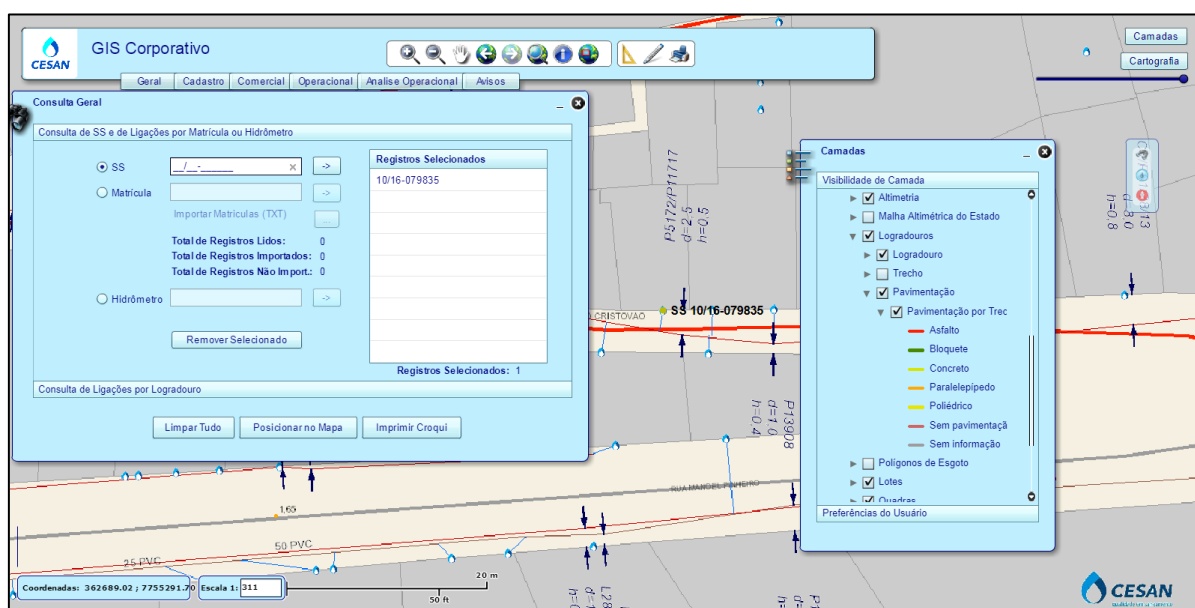 CESAN
GIS Corporativo
Geral
Cadastro
Comercial
Operacional
Analise Operacional
Avisos
Camadas
Cartografia
Consulta Geral
Consulta de SS e de Ligações por Matrícula ou Hidrômetro
SS
__/__-______
->
Matrícula
->
Importar Matriculas (TXT)
...
Total de Registros Lidos: 0
Total de Registros Importados: 0
Total de Registros Não Import.: 0
Hidrômetro
->
Remover Selecionado
Registros Selecionados
10/16-079835
Registros Selecionados: 1
Consulta de Ligações por Logradouro
Limpar Tudo
Posicionar no Mapa
Imprimir Croqui
P5172/P11717
d=2.5
h=0.5
CRISTOVAO
SS 10/16-079835
P13908
d=1.0
h=0.4
h=0.8
RUA MANOEL PINHEIRO
1.65
50 PVC
25 PVC
Camadas
Visibilidade de Camada
Altimetria
Malha Altimétrica do Estado
Logradouros
Logradouro
Trecho
Pavimentação
Pavimentação por Trec
Asfalto
Bloquete
Concreto
Paralelepípedo
Poliédrico
Sem pavimentaçã
Sem informação
Polígonos de Esgoto
Lotes
Quadras
Preferências do Usuário
Coordenadas: 362689.02 ; 7755291.70
Escala 1: 311
20 m
50 ft
CESAN